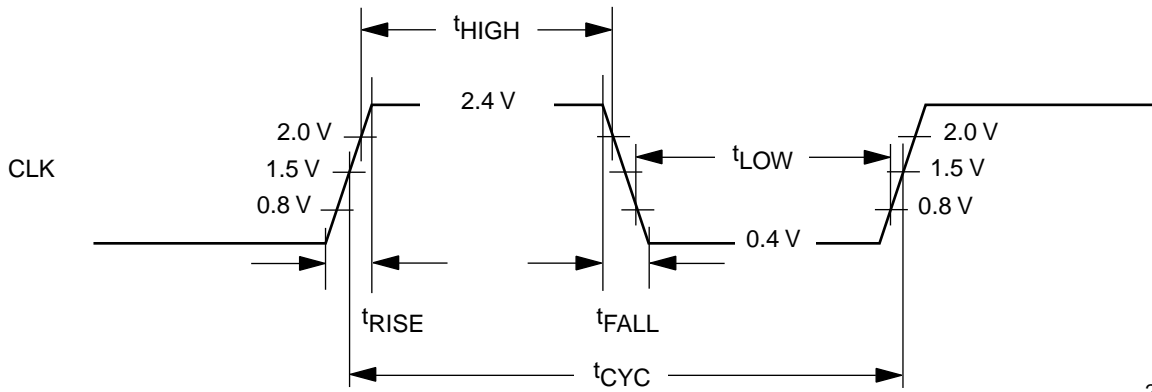 tHIGH
2.4 V
2.0 V
2.0 V
CLK
1.5 V
tLOW
1.5 V
0.8 V
0.8 V
0.4 V
tRISE
tFALL
tCYC